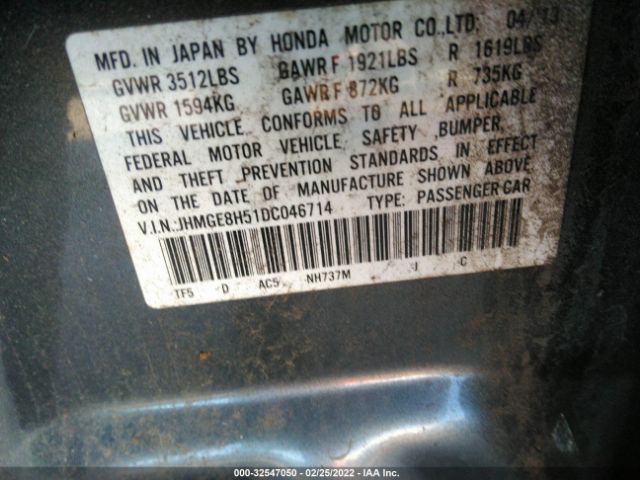 MFD. IN JAPAN BY HONDA MOTOR CO.,LTD. 04/13
GVWR 3512LBS GAWR F 1921LBS R 1619LBS
GVWR 1594KG GAWR F 872KG R 735KG
THIS VEHICLE CONFORMS TO ALL APPLICABLE
FEDERAL MOTOR VEHICLE SAFETY ,BUMPER,
AND THEFT PREVENTION STANDARDS IN EFFECT
ON THE DATE OF MANUFACTURE SHOWN ABOVE.
V.I.N.:JHMGE8H51DC046714 TYPE: PASSENGER CAR
TF5 D AC5 NH737M I C
000-32547050 - 02/25/2022 - IAA Inc.